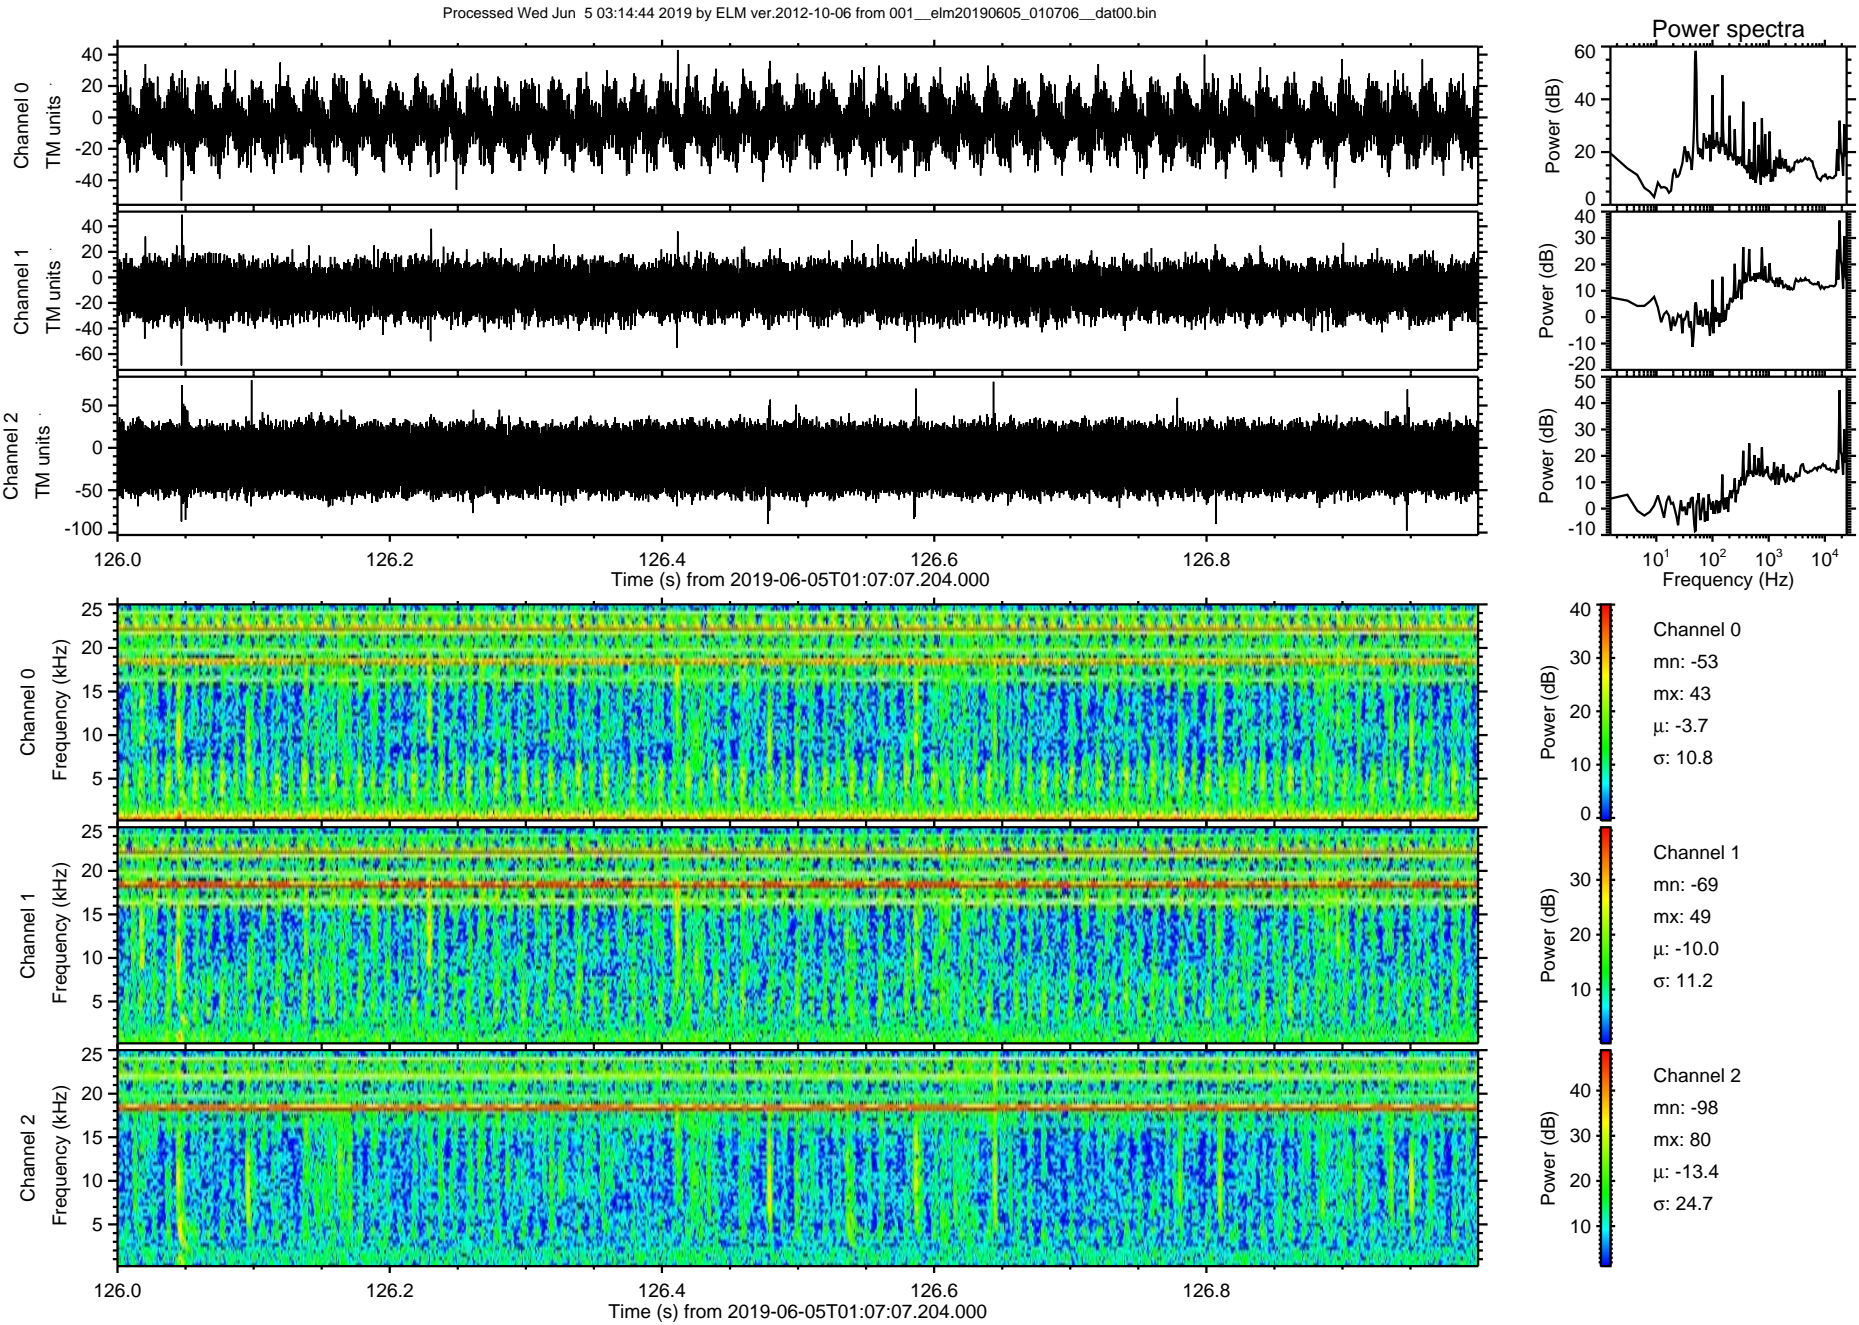 Processed Wed Jun  5 03:14:44 2019 by ELM ver.2012-10-06 from 001__elm20190605_010706__dat00.bin
Power spectra
Channel 0
TM units
40
20
0
-20
-40
Power (dB)
60
40
20
0
Channel 1
TM units
40
20
0
-20
-40
-60
Power (dB)
40
30
20
10
0
-10
-20
Channel 2
TM units
50
0
-50
-100
Power (dB)
50
40
30
20
10
0
-10
126.0 126.2 126.4 126.6 126.8
Time (s) from 2019-06-05T01:07:07.204.000
10¹ 10² 10³ 10⁴
Frequency (Hz)
Channel 0
Frequency (kHz)
25
20
15
10
5
Power (dB)
40
30
20
10
0
Channel 0
mn: -53
mx: 43
μ: -3.7
σ: 10.8
Channel 1
Frequency (kHz)
25
20
15
10
5
Power (dB)
30
20
10
Channel 1
mn: -69
mx: 49
μ: -10.0
σ: 11.2
Channel 2
Frequency (kHz)
25
20
15
10
5
Power (dB)
40
30
20
10
Channel 2
mn: -98
mx: 80
μ: -13.4
σ: 24.7
126.0 126.2 126.4 126.6 126.8
Time (s) from 2019-06-05T01:07:07.204.000